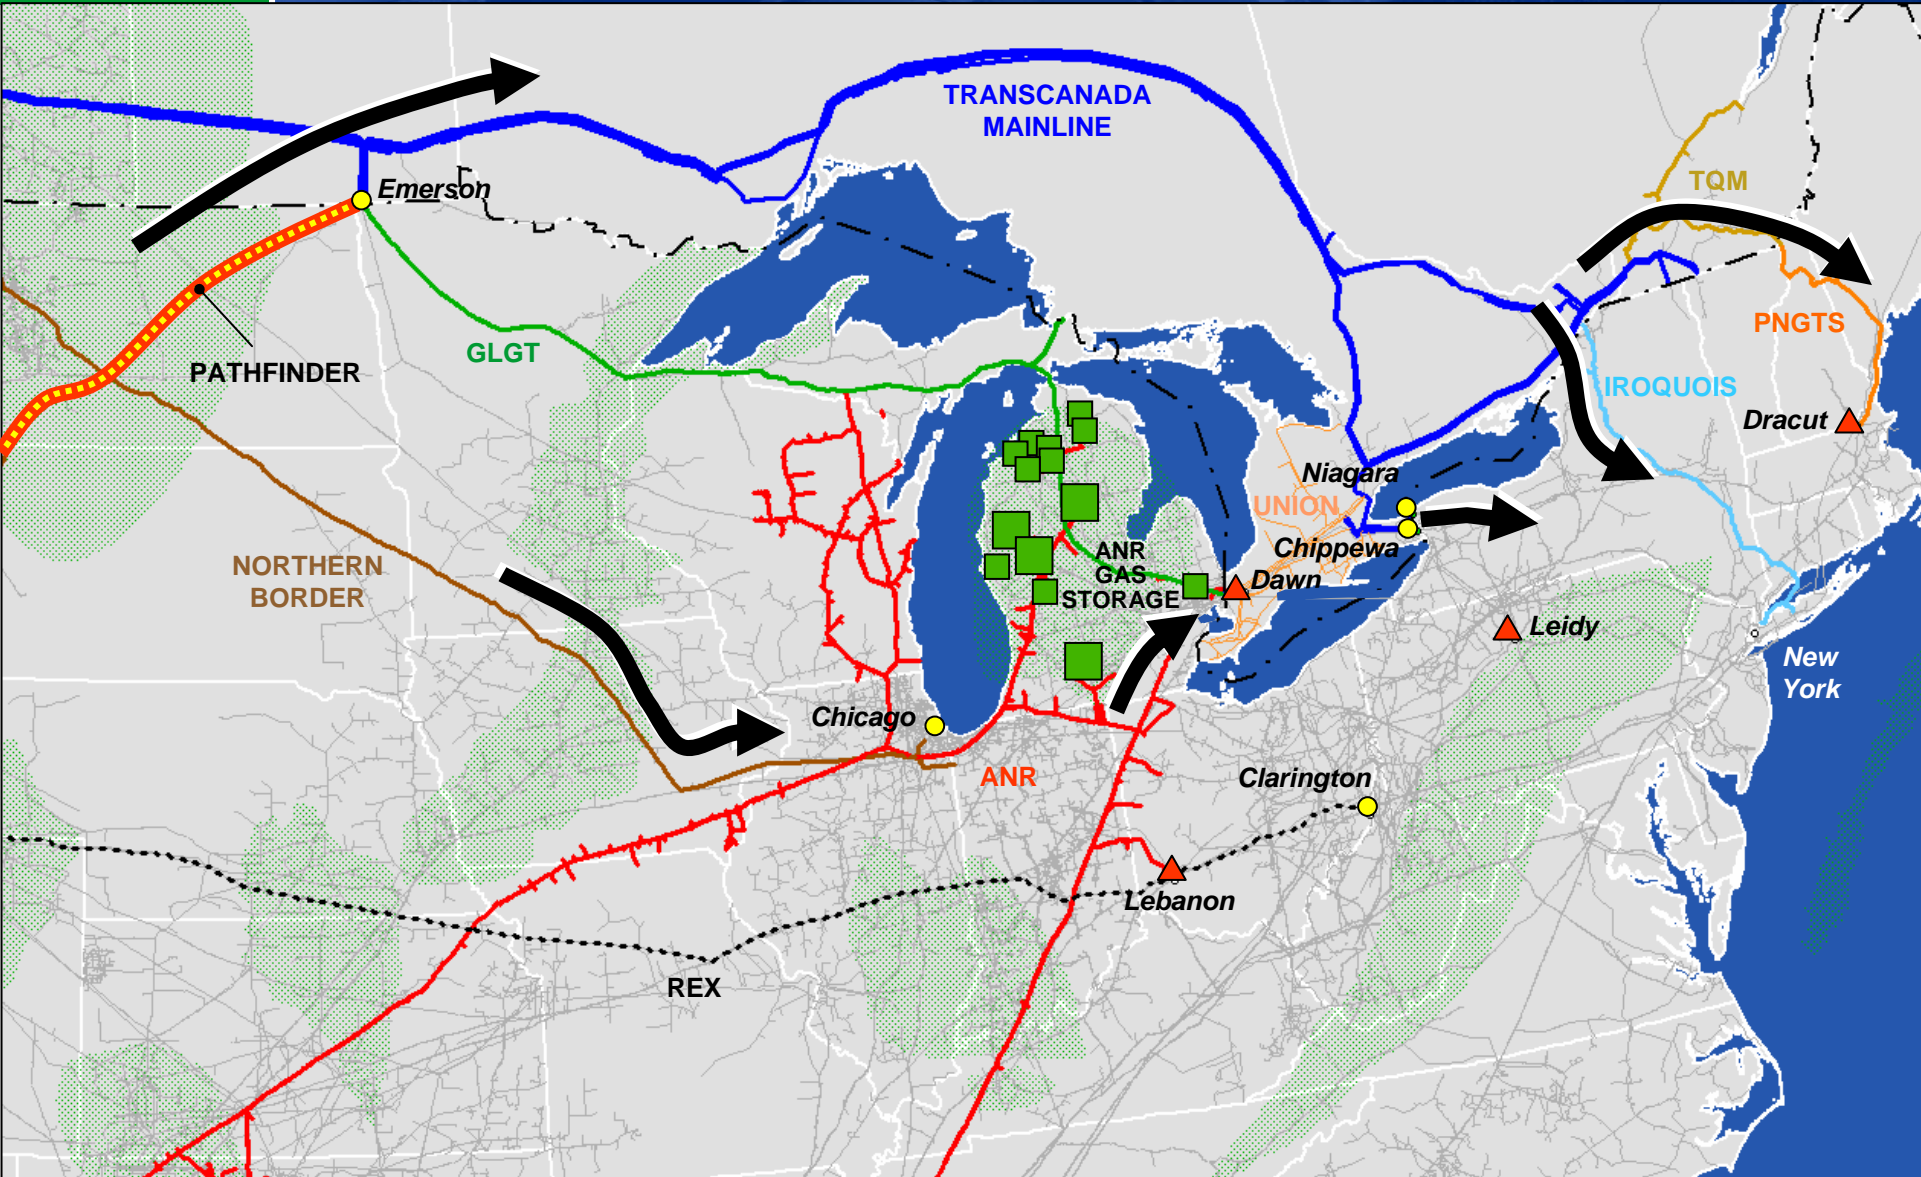 TRANSCANADA
MAINLINE
Emerson
TQM
PATHFINDER
GLGT
PNGTS
IROQUOIS
Dracut
Niagara
UNION
Chippewa
NORTHERN
BORDER
ANR
GAS
STORAGE
Dawn
Leidy
New
York
Chicago
ANR
Clarington
Lebanon
REX